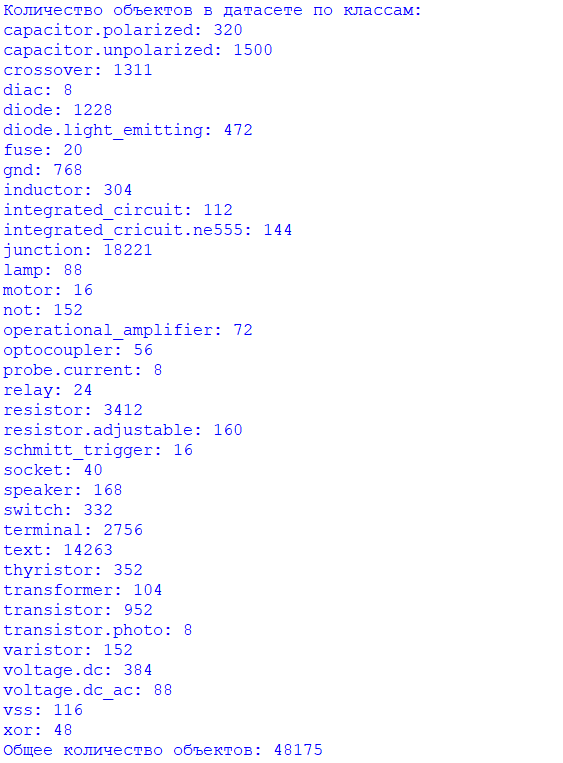 Количество объектов в датасете по классам:
capacitor.polarized: 320
capacitor.unpolarized: 1500
crossover: 1311
diac: 8
diode: 1228
diode.light_emitting: 472
fuse: 20
gnd: 768
inductor: 304
integrated_circuit: 112
integrated_cricuit.ne555: 144
junction: 18221
lamp: 88
motor: 16
not: 152
operational_amplifier: 72
optocoupler: 56
probe.current: 8
relay: 24
resistor: 3412
resistor.adjustable: 160
schmitt_trigger: 16
socket: 40
speaker: 168
switch: 332
terminal: 2756
text: 14263
thyristor: 352
transformer: 104
transistor: 952
transistor.photo: 8
varistor: 152
voltage.dc: 384
voltage.dc_ac: 88
vss: 116
xor: 48
Общее количество объектов: 48175